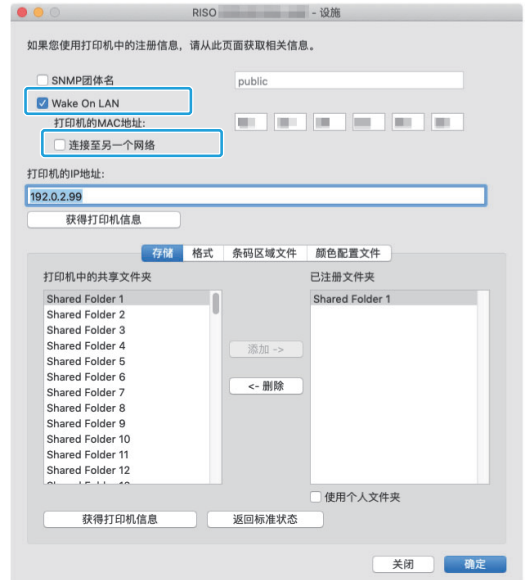 RISO - 设施
如果您使用打印机中的注册信息，请从此页面获取相关信息。
SNMP团体名
public
Wake On LAN
打印机的MAC地址:
连接至另一个网络
打印机的IP地址:
192.0.2.99
获得打印机信息
存储 格式 条码区域文件 颜色配置文件
打印机中的共享文件夹
已注册文件夹
Shared Folder 1
Shared Folder 1
Shared Folder 2
Shared Folder 3
Shared Folder 4
Shared Folder 5
Shared Folder 6
Shared Folder 7
Shared Folder 8
Shared Folder 9
Shared Folder 10
Shared Folder 11
Shared Folder 12
添加 ->
<- 删除
使用个人文件夹
获得打印机信息
返回标准状态
关闭
确定